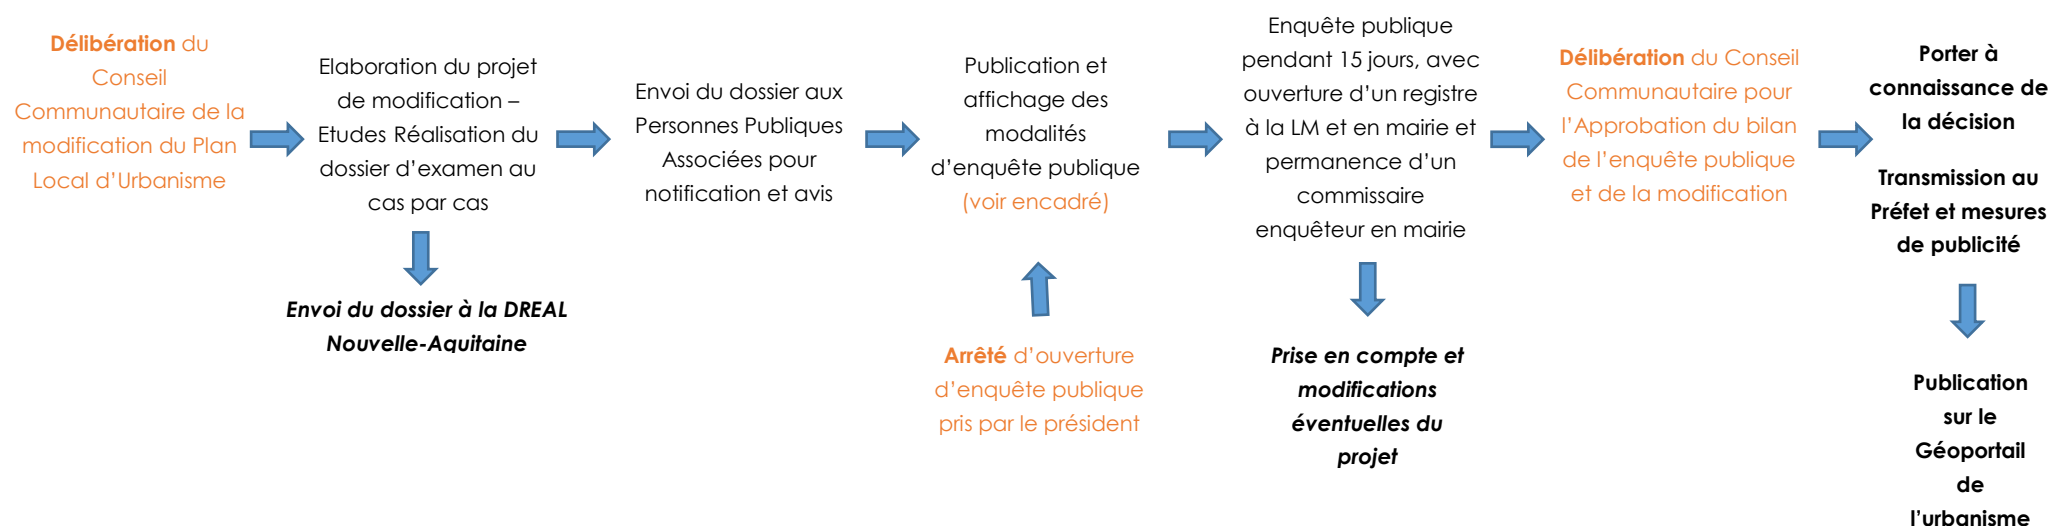 Délibération du
Conseil
Communautaire de la
modification du Plan
Local d’Urbanisme
Elaboration du projet
de modification –
Etudes Réalisation du
dossier d’examen au
cas par cas
Envoi du dossier à la DREAL
Nouvelle-Aquitaine
Envoi du dossier aux
Personnes Publiques
Associées pour
notification et avis
Publication et
affichage des
modalités
d’enquête publique
(voir encadré)
Arrêté d’ouverture
d’enquête publique
pris par le président
Enquête publique
pendant 15 jours, avec
ouverture d’un registre
à la LM et en mairie et
permanence d’un
commissaire
enquêteur en mairie
Prise en compte et
modifications
éventuelles du
projet
Délibération du Conseil
Communautaire pour
l’Approbation du bilan
de l’enquête publique
et de la modification
Porter à
connaissance de
la décision
Transmission au
Préfet et mesures
de publicité
Publication
sur le
Géoportail
de
l’urbanisme